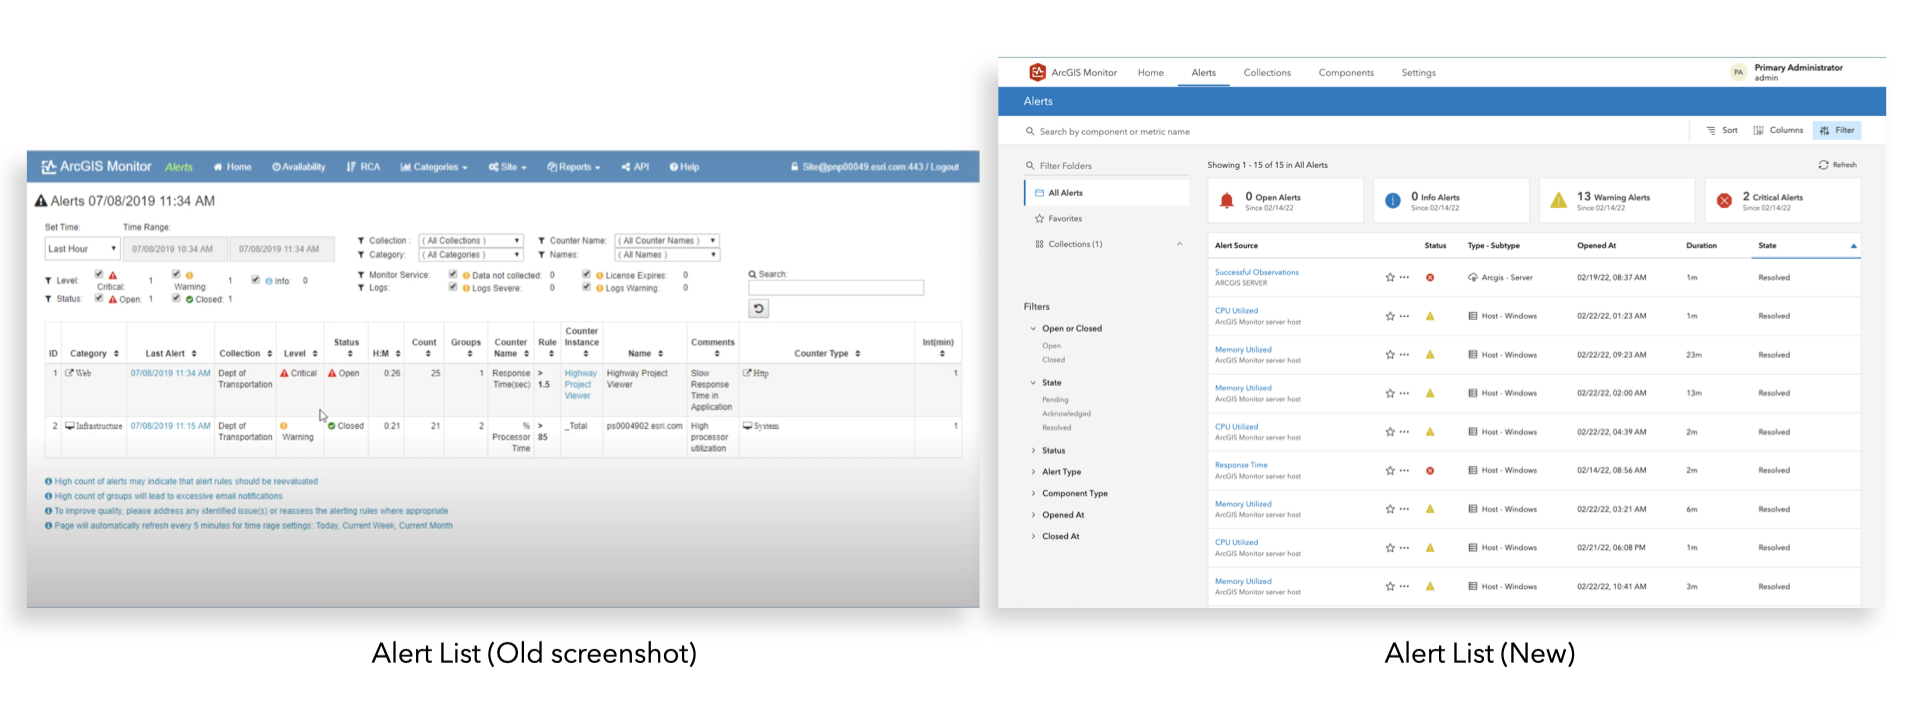 ArcGIS Monitor Alerts Home Availability RCA Categories Site Reports API Help Site@pnp00049.esri.com:443 / Logout
Alerts 07/08/2019 11:34 AM
Set Time: Time Range:
Last Hour 07/08/2019 10:34 AM 07/08/2019 11:34 AM
Collection : ( All Collections ) Counter Name: ( All Counter Names )
Category: ( All Categories ) Names: ( All Names )
Level: Critical: 1 Warning: 1 Info: 0
Status: Open: 1 Closed: 1
Monitor Service: Data not collected: 0 License Expires: 0
Logs: Logs Severe: 0 Logs Warning: 0
Search:
ID Category Last Alert Collection Level Status H:M Count Groups Counter Name Rule Counter Instance Name Comments Counter Type Int(min)
1 Web 07/08/2019 11:34 AM Dept of Transportation Critical Open 0:26 25 1 Response Time(sec) > 1.5 Highway Project Viewer Highway Project Viewer Slow Response Time in Application Http 1
2 Infrastructure 07/08/2019 11:15 AM Dept of Transportation Warning Closed 0:21 21 2 % Processor Time > 85 _Total ps0004902.esri.com High processor utilization System 1
High count of alerts may indicate that alert rules should be reevaluated
High count of groups will lead to excessive email notifications
To improve quality, please address any identified issue(s) or reassess the alerting rules where appropriate
Page will automatically refresh every 5 minutes for time rage settings: Today, Current Week, Current Month
Alert List (Old screenshot)
ArcGIS Monitor Home Alerts Collections Components Settings PA Primary Administrator
admin
Alerts
Search by component or metric name Sort Columns Filter
Filter Folders
All Alerts
Favorites
Collections (1)
Filters
Open or Closed
Open
Closed
State
Pending
Acknowledged
Resolved
Status
Alert Type
Component Type
Opened At
Closed At
Showing 1 - 15 of 15 in All Alerts Refresh
0 Open Alerts 0 Info Alerts 13 Warning Alerts 2 Critical Alerts
Since 02/14/22 Since 02/14/22 Since 02/14/22 Since 02/14/22
Alert Source Status Type - Subtype Opened At Duration State
Successful Observations Arcgis - Server 02/19/22, 08:37 AM 1m Resolved
ARCGIS SERVER
CPU Utilized Host - Windows 02/22/22, 01:23 AM 1m Resolved
ArcGIS Monitor server host
Memory Utilized Host - Windows 02/22/22, 09:23 AM 23m Resolved
ArcGIS Monitor server host
Memory Utilized Host - Windows 02/22/22, 02:00 AM 13m Resolved
ArcGIS Monitor server host
CPU Utilized Host - Windows 02/22/22, 04:39 AM 2m Resolved
ArcGIS Monitor server host
Response Time Host - Windows 02/14/22, 08:56 AM 2m Resolved
ArcGIS Monitor server host
Memory Utilized Host - Windows 02/22/22, 03:21 AM 6m Resolved
ArcGIS Monitor server host
CPU Utilized Host - Windows 02/21/22, 06:08 PM 1m Resolved
ArcGIS Monitor server host
Memory Utilized Host - Windows 02/22/22, 10:41 AM 3m Resolved
ArcGIS Monitor server host
Alert List (New)